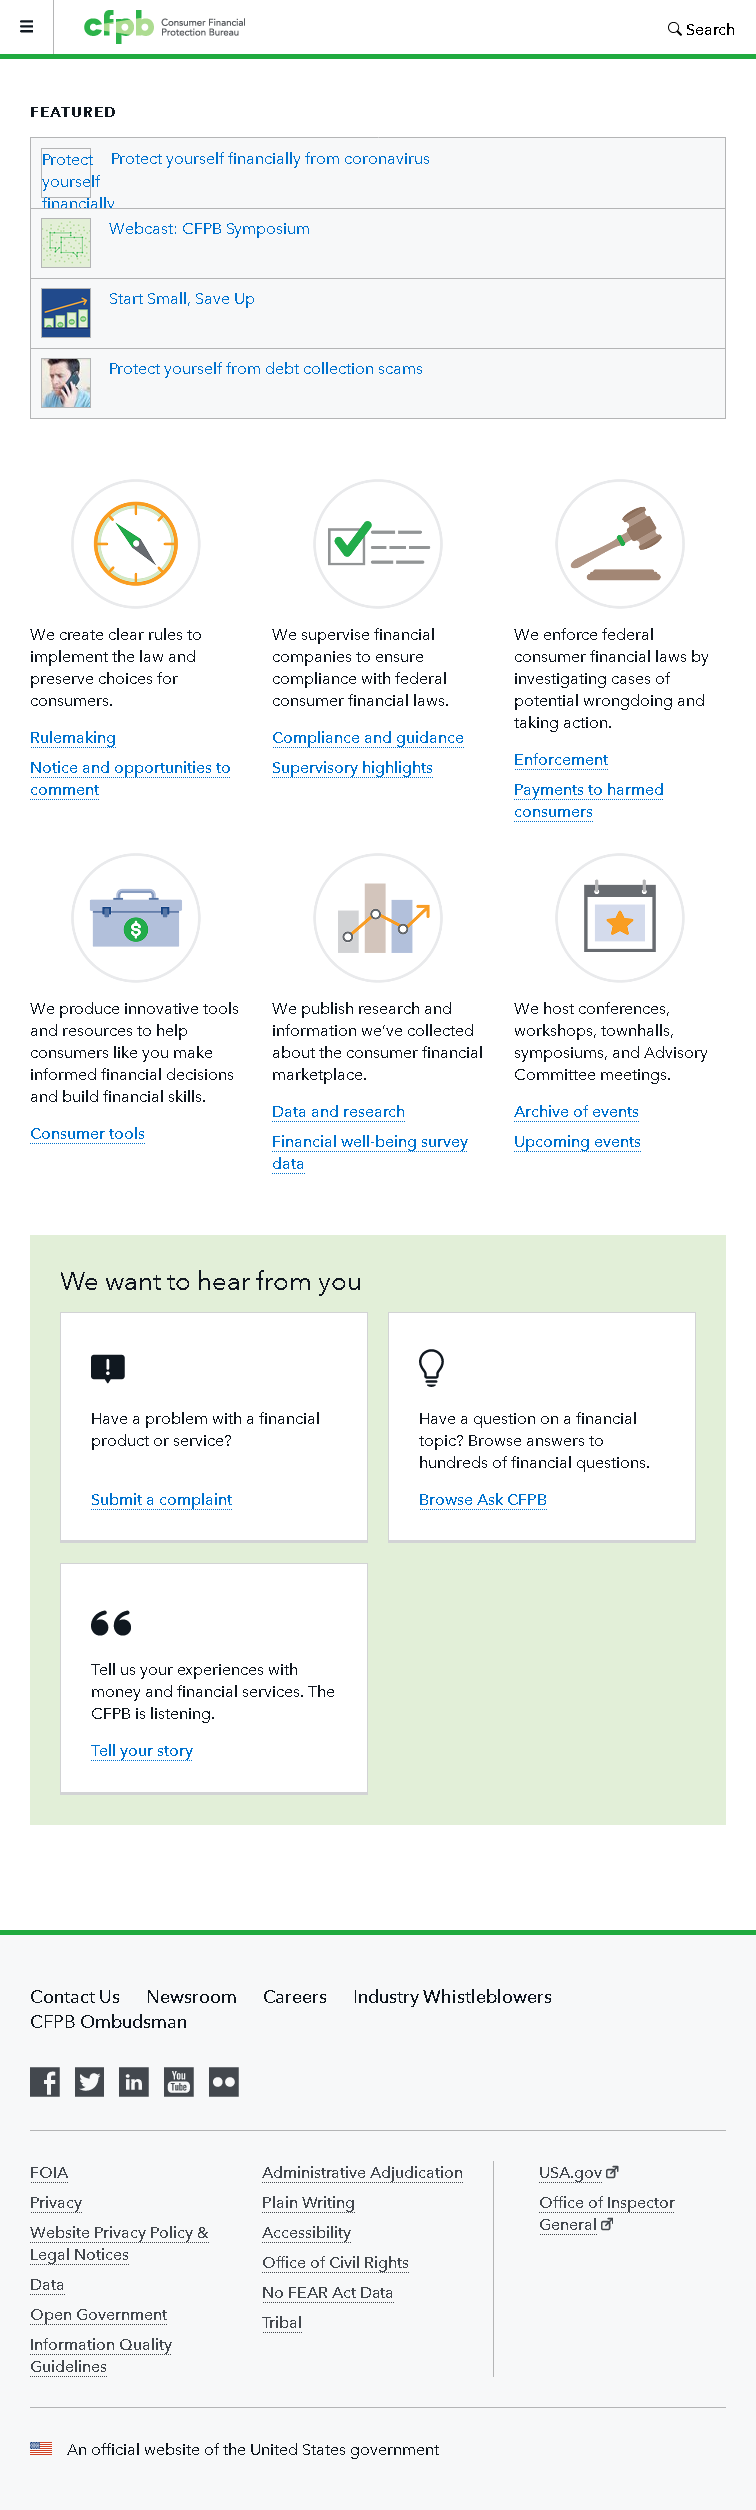 cfpb Consumer Financial
Protection Bureau
Search
FEATURED
Protect
yourself
financially
Protect yourself financially from coronavirus
Webcast: CFPB Symposium
Start Small, Save Up
Protect yourself from debt collection scams
We create clear rules to
implement the law and
preserve choices for
consumers.
Rulemaking
Notice and opportunities to
comment
We supervise financial
companies to ensure
compliance with federal
consumer financial laws.
Compliance and guidance
Supervisory highlights
We enforce federal
consumer financial laws by
investigating cases of
potential wrongdoing and
taking action.
Enforcement
Payments to harmed
consumers
$
We produce innovative tools
and resources to help
consumers like you make
informed financial decisions
and build financial skills.
Consumer tools
We publish research and
information we've collected
about the consumer financial
marketplace.
Data and research
Financial well-being survey
data
We host conferences,
workshops, townhalls,
symposiums, and Advisory
Committee meetings.
Archive of events
Upcoming events
We want to hear from you
Have a problem with a financial
product or service?
Submit a complaint
Have a question on a financial
topic? Browse answers to
hundreds of financial questions.
Browse Ask CFPB
Tell us your experiences with
money and financial services. The
CFPB is listening.
Tell your story
Contact Us Newsroom Careers Industry Whistleblowers
CFPB Ombudsman
You
Tube
FOIA
Privacy
Website Privacy Policy &
Legal Notices
Data
Open Government
Information Quality
Guidelines
Administrative Adjudication
Plain Writing
Accessibility
Office of Civil Rights
No FEAR Act Data
Tribal
USA.gov
Office of Inspector
General
An official website of the United States government